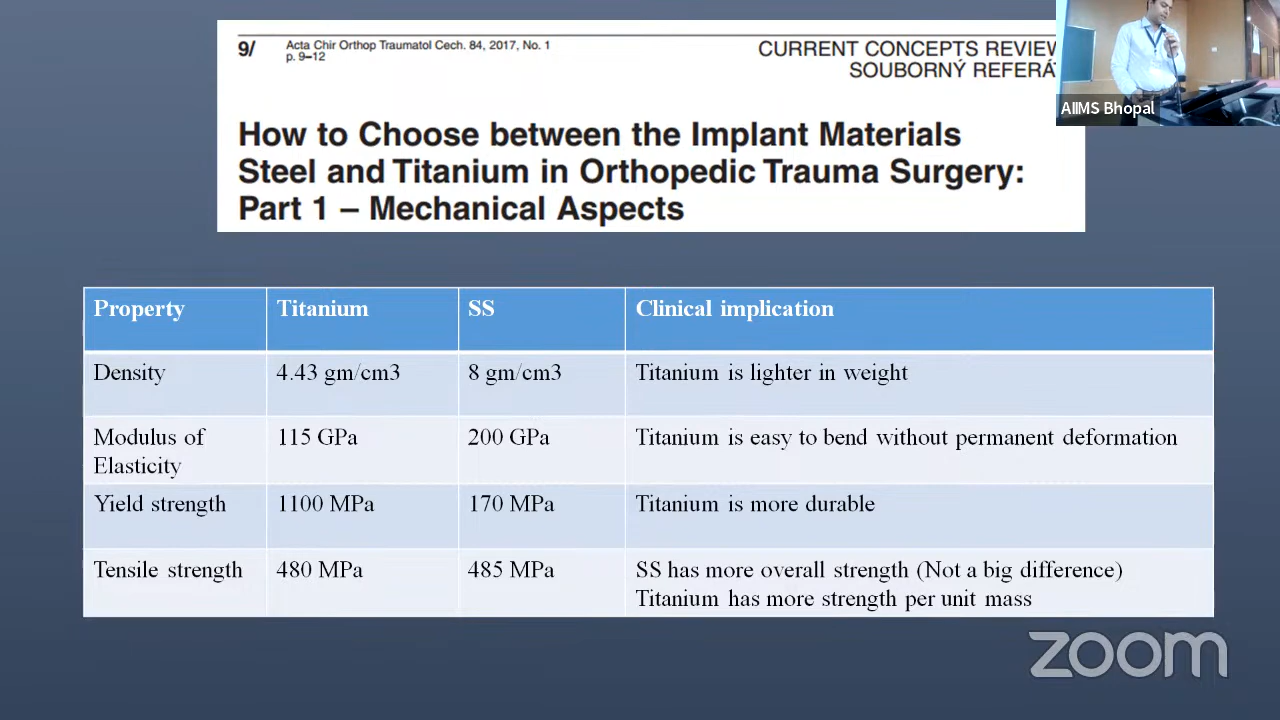 9/
Acta Chir Orthop Traumatol Cech. 84, 2017, No. 1
p. 9–12
CURRENT CONCEPTS REVIEW
SOUBORNÝ REFERÁ
How to Choose between the Implant Materials
Steel and Titanium in Orthopedic Trauma Surgery:
Part 1 – Mechanical Aspects
AIIMS Bhopal
Property Titanium SS Clinical implication
Density 4.43 gm/cm3 8 gm/cm3 Titanium is lighter in weight
Modulus of
Elasticity 115 GPa 200 GPa Titanium is easy to bend without permanent deformation
Yield strength 1100 MPa 170 MPa Titanium is more durable
Tensile strength 480 MPa 485 MPa SS has more overall strength (Not a big difference)
Titanium has more strength per unit mass
zoom